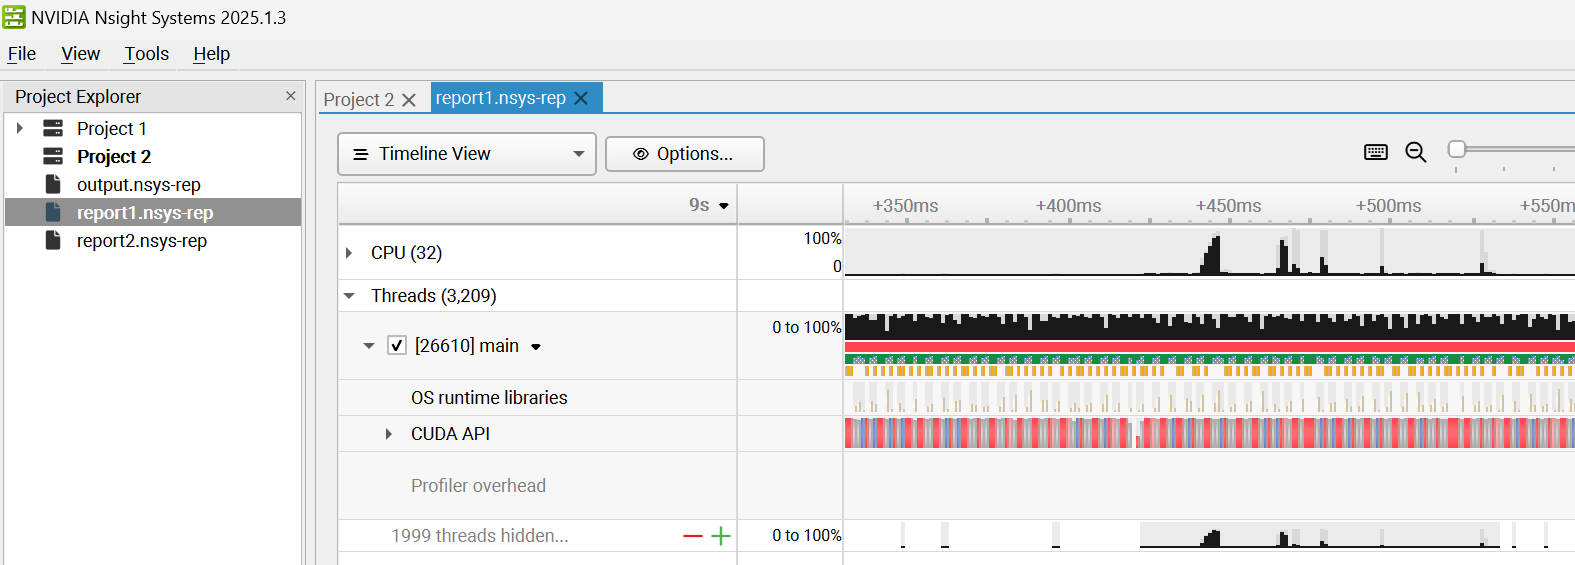 NVIDIA Nsight Systems 2025.1.3
File View Tools Help
Project Explorer
Project 1
Project 2
output.nsys-rep
report1.nsys-rep
report2.nsys-rep
Project 2 report1.nsys-rep
Timeline View Options...
9s +350ms +400ms +450ms +500ms +550m
CPU (32) 100%
0
Threads (3,209)
[26610] main 0 to 100%
OS runtime libraries
CUDA API
Profiler overhead
1999 threads hidden... 0 to 100%